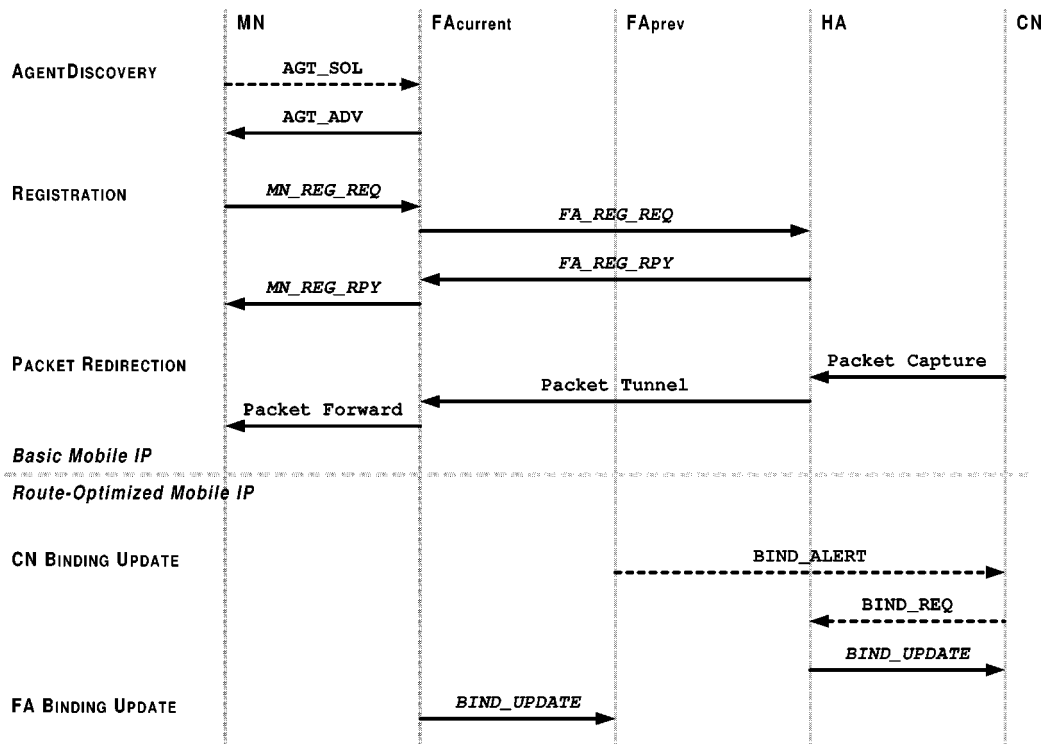 MN FAcurrent FAprev HA CN
AGENTDISCOVERY AGT_SOL
AGT_ADV
REGISTRATION MN_REG_REQ
FA_REG_REQ
FA_REG_RPY
MN_REG_RPY
PACKET REDIRECTION Packet Capture
Packet Tunnel
Packet Forward
Basic Mobile IP
Route-Optimized Mobile IP
CN BINDING UPDATE BIND_ALERT
BIND_REQ
BIND_UPDATE
FA BINDING UPDATE BIND_UPDATE